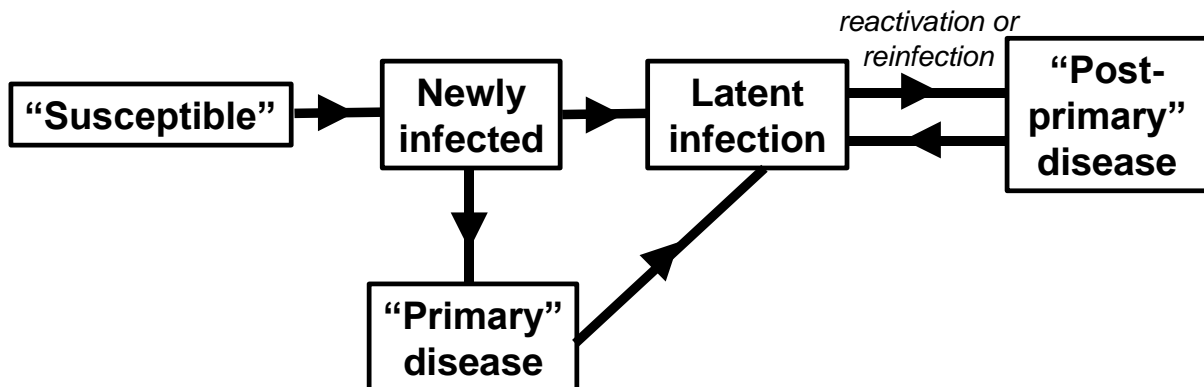 “Susceptible”
Newly
infected
Latent
infection
reactivation or
reinfection
“Post-
primary”
disease
“Primary”
disease